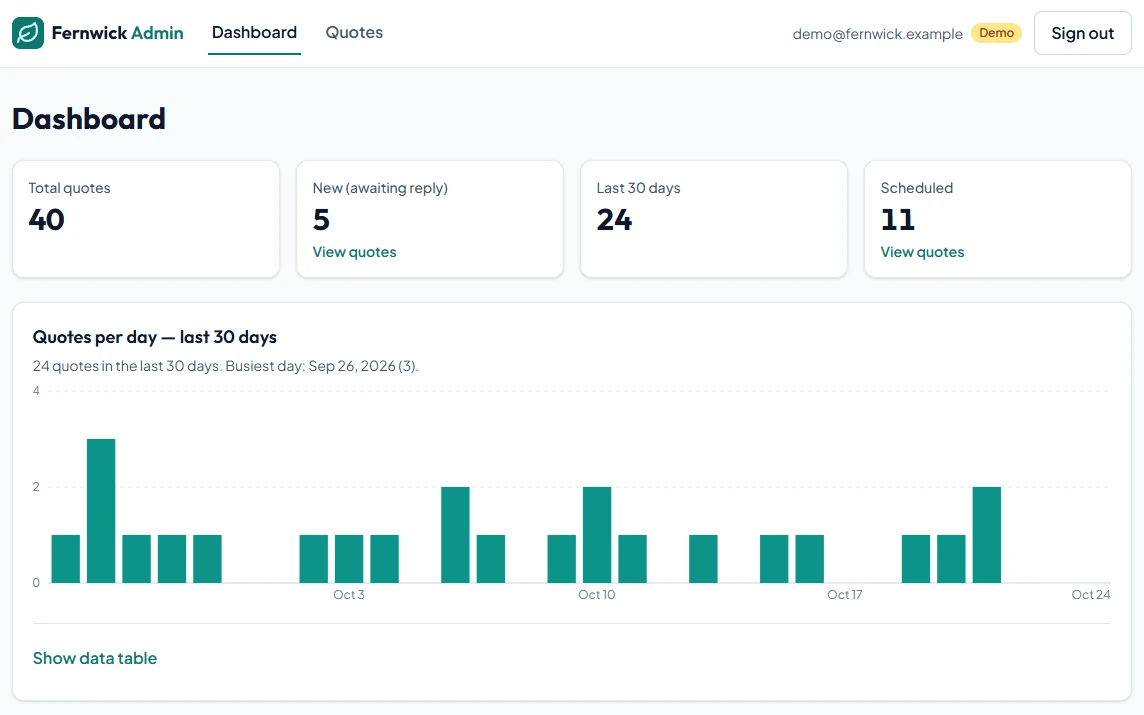 Fernwick Admin Dashboard Quotes demo@fernwick.example Demo Sign out
Dashboard
Total quotes
40
New (awaiting reply)
5
View quotes
Last 30 days
24
Scheduled
11
View quotes
Quotes per day — last 30 days
24 quotes in the last 30 days. Busiest day: Sep 26, 2026 (3).
4
2
0
Oct 3 Oct 10 Oct 17 Oct 24
Show data table